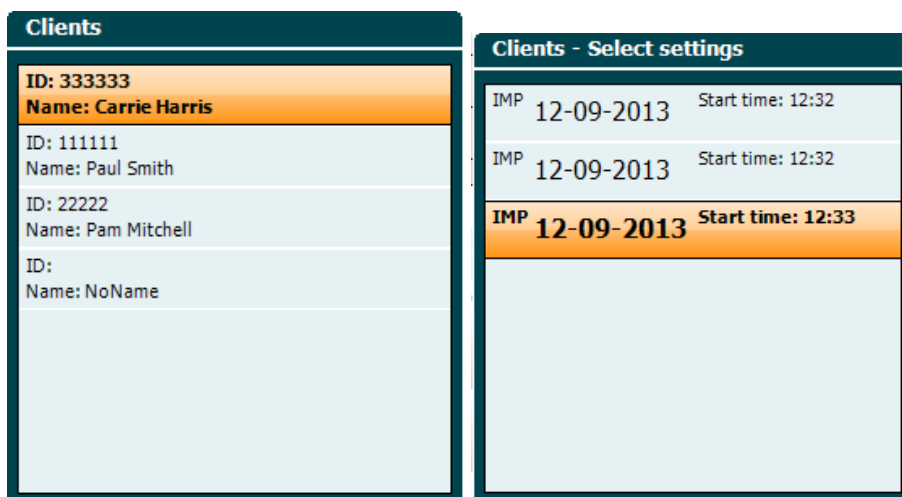 Clients
ID: 333333
Name: Carrie Harris
ID: 111111
Name: Paul Smith
ID: 22222
Name: Pam Mitchell
ID:
Name: NoName
Clients - Select settings
IMP 12-09-2013 Start time: 12:32
IMP 12-09-2013 Start time: 12:32
IMP 12-09-2013 Start time: 12:33